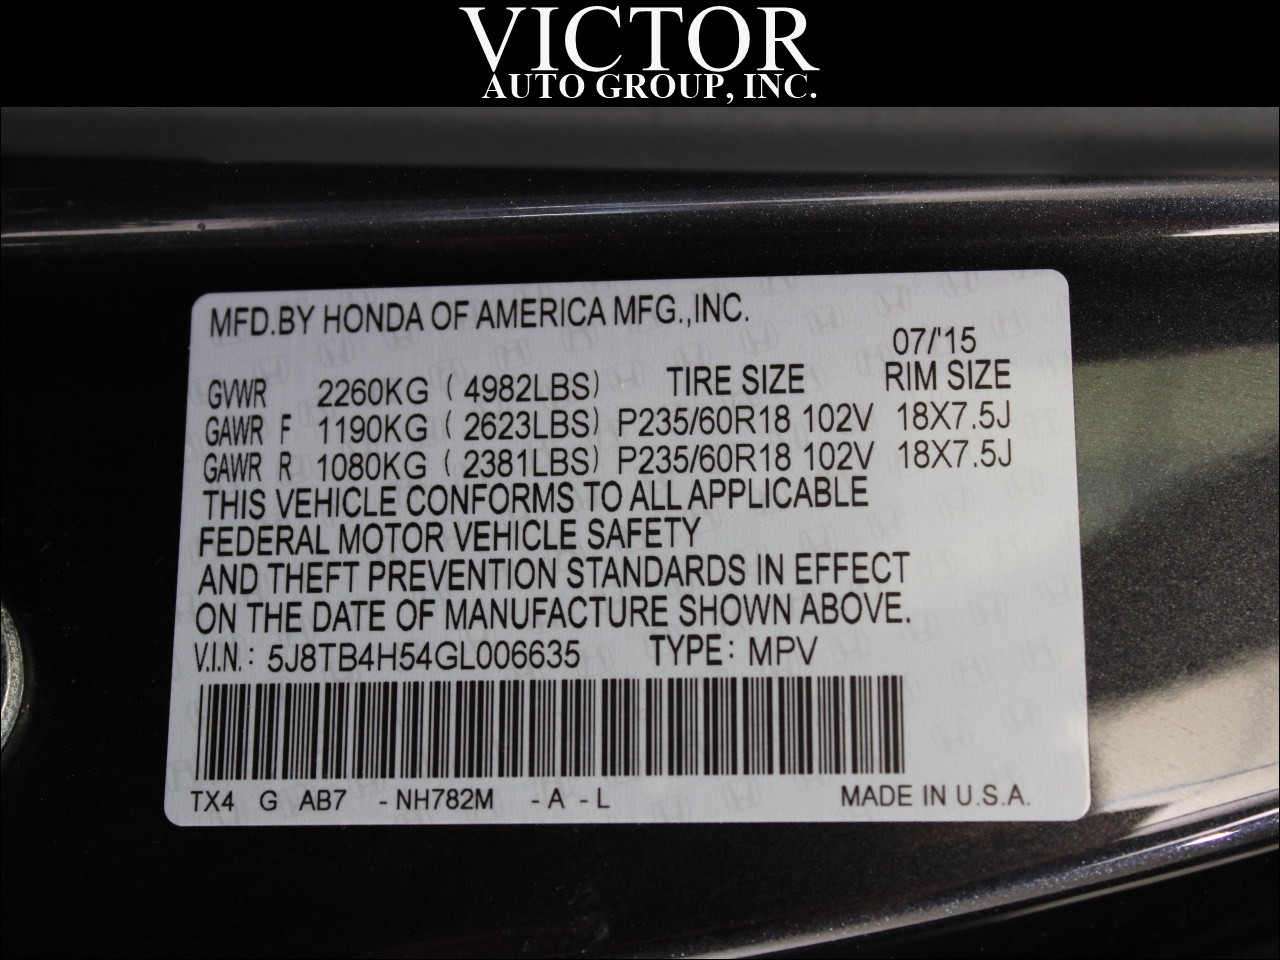 VICTOR
AUTO GROUP, INC.
MFD.BY HONDA OF AMERICA MFG.,INC.
07/'15
GVWR 2260KG ( 4982LBS) TIRE SIZE RIM SIZE
GAWR F 1190KG ( 2623LBS) P235/60R18 102V 18X7.5J
GAWR R 1080KG ( 2381LBS) P235/60R18 102V 18X7.5J
THIS VEHICLE CONFORMS TO ALL APPLICABLE
FEDERAL MOTOR VEHICLE SAFETY
AND THEFT PREVENTION STANDARDS IN EFFECT
ON THE DATE OF MANUFACTURE SHOWN ABOVE.
V.I.N.: 5J8TB4H54GL006635 TYPE: MPV
TX4 G AB7 -NH782M -A -L MADE IN U.S.A.